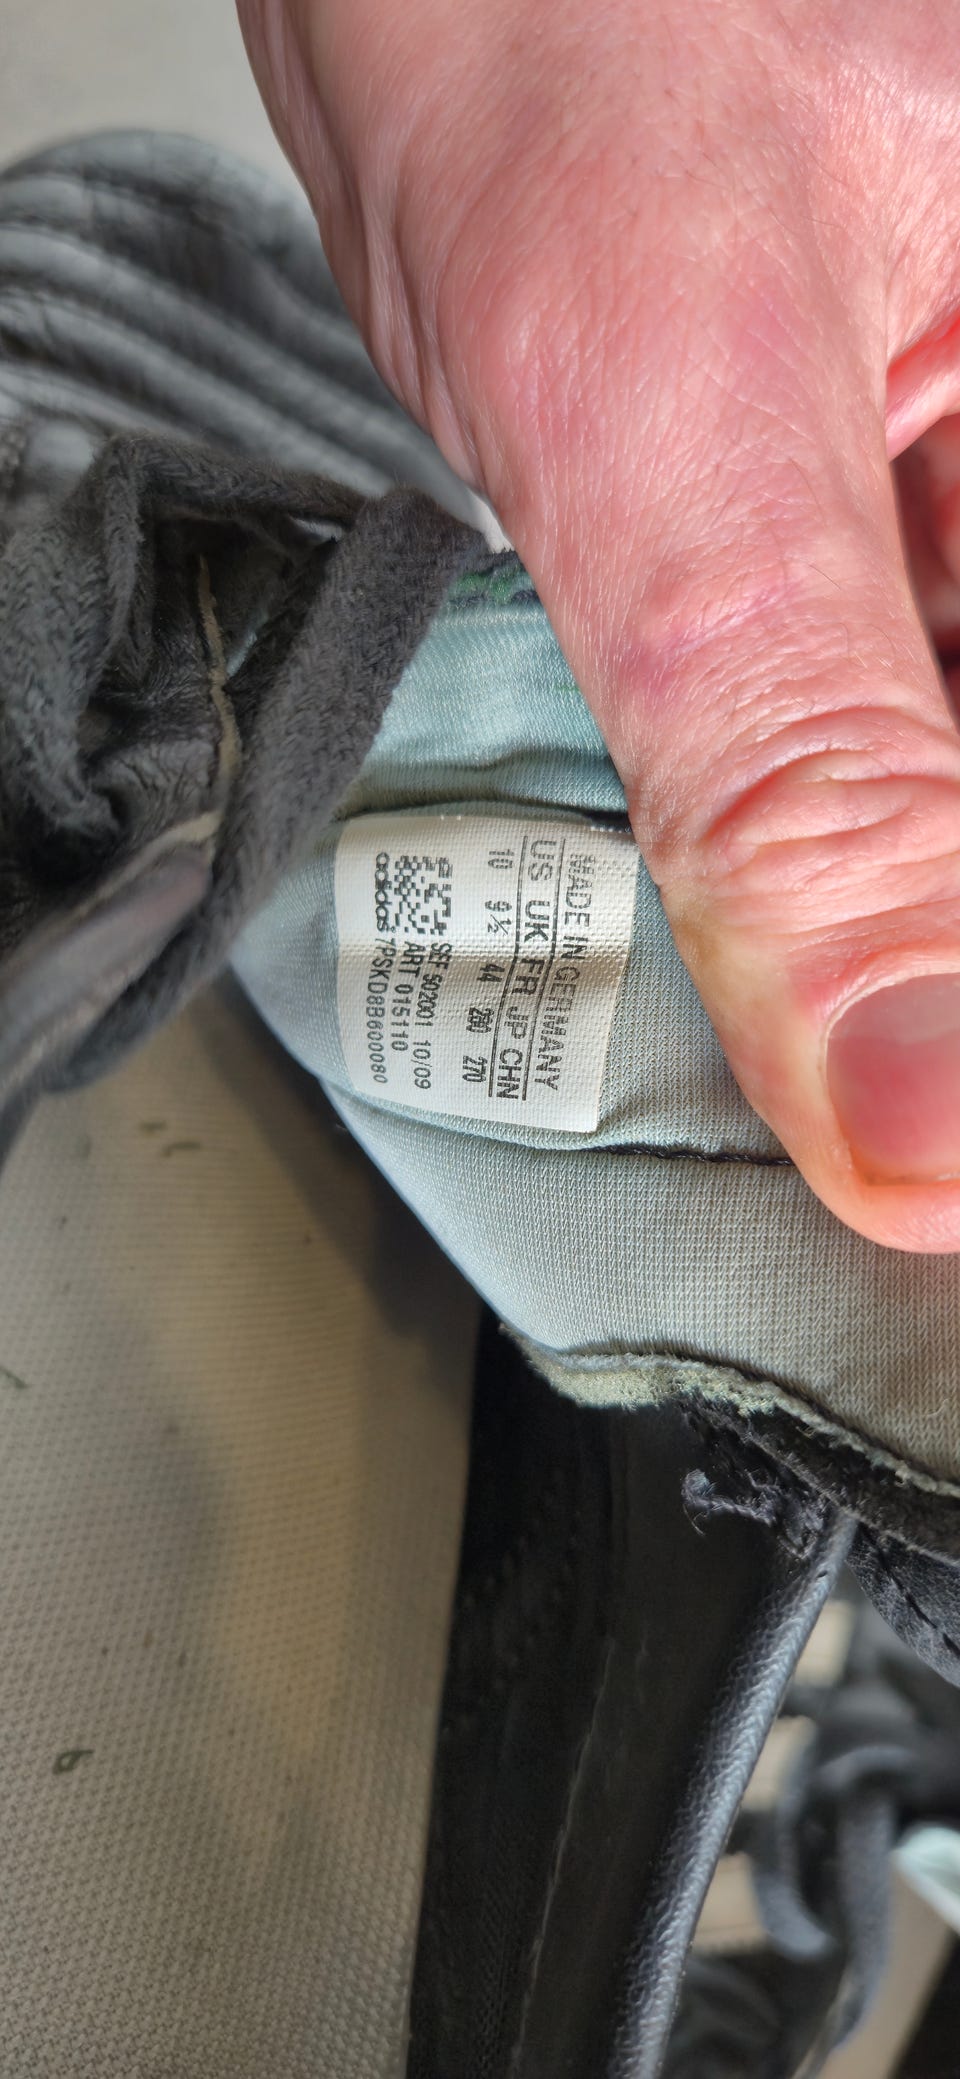 MADE IN GERMANY
US UK FR JP CHN
10 9½ 44 280 270
SEF 502001 10/09
ART 015110
adidas 7PSKD8B600080